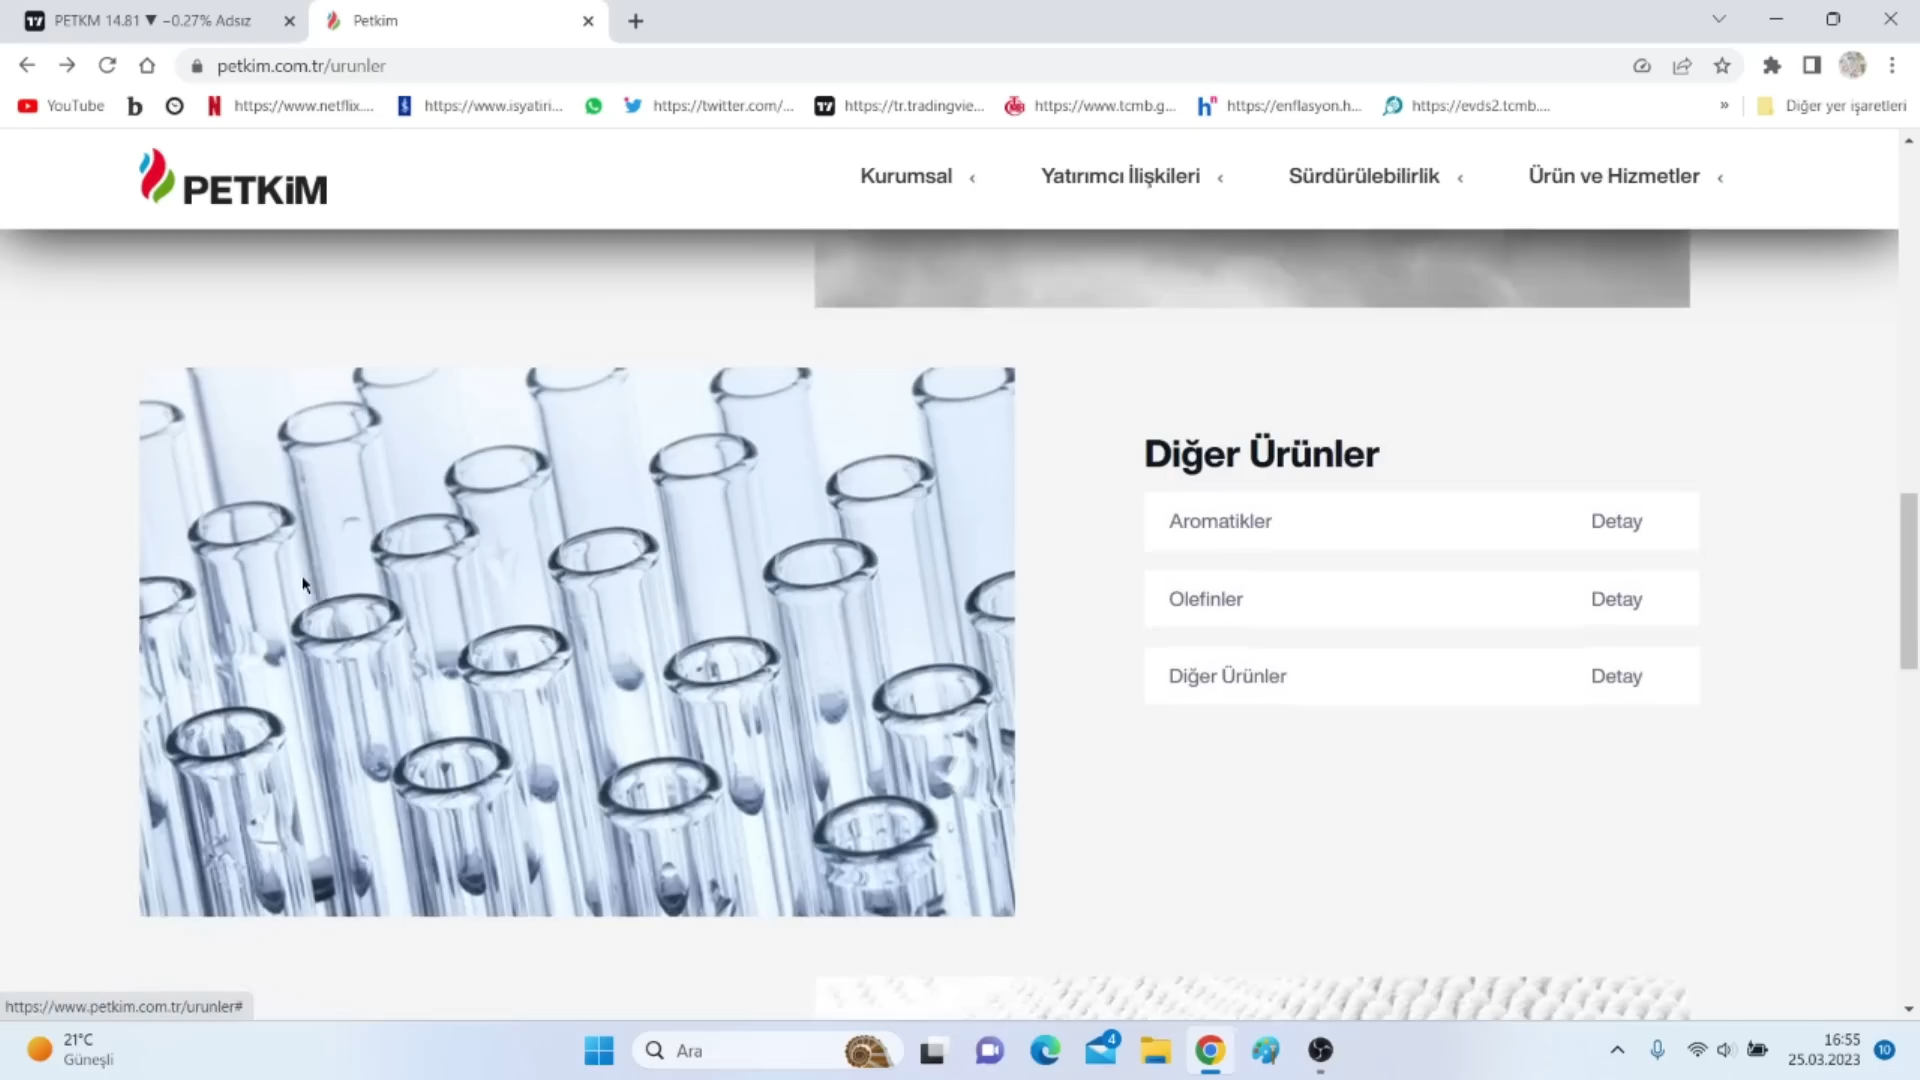 PETKM 14.81 ▼ −0.27% Adsız
Petkim
petkim.com.tr/urunler
YouTube
b
https://www.netflix....
https://www.isyatiri...
https://twitter.com/...
https://tr.tradingvie...
https://www.tcmb.g...
https://enflasyon.h...
https://evds2.tcmb....
»
Diğer yer işaretleri
PETKİM
Kurumsal
Yatırımcı İlişkileri
Sürdürülebilirlik
Ürün ve Hizmetler
Diğer Ürünler
Aromatikler Detay
Olefinler Detay
Diğer Ürünler Detay
https://www.petkim.com.tr/urunler#
21°C
Güneşli
Ara
4
16:55
25.03.2023
10